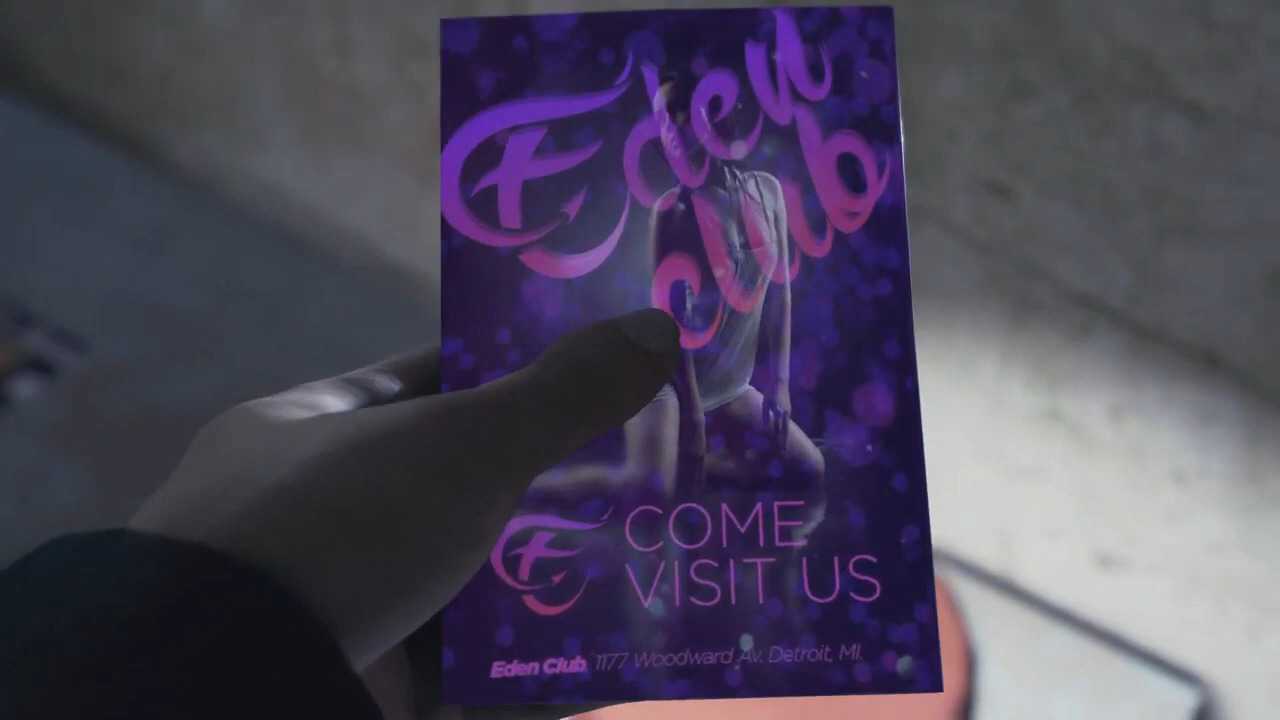 Eden
club
COME
VISIT US
Eden Club 1177 Woodward Av. Detroit, MI.